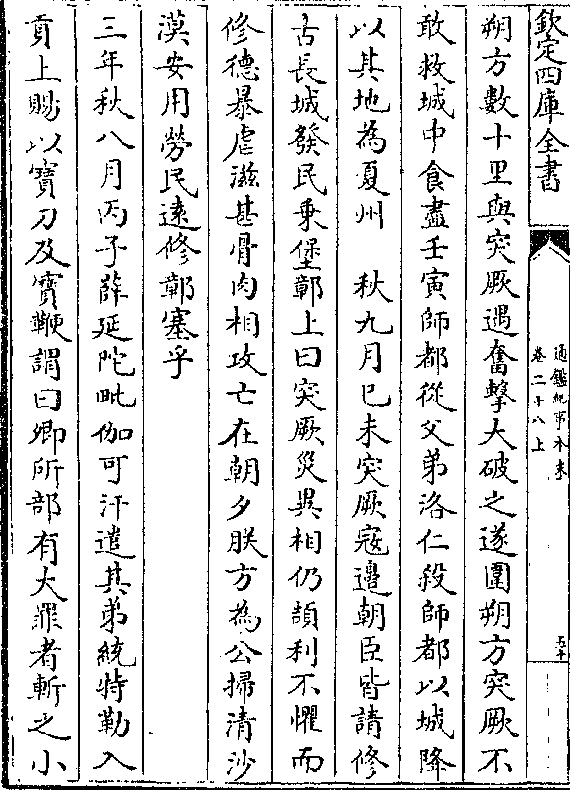 欽定四庫全書
通鑑紀事本末
卷二十八上
五十
朔方數十里與突厥遇奮擊大破之遂圍朔方突厥不
敢救城中食盡壬寅師都從父弟洛仁殺師都以城降
以其地為夏州　秋九月己未突厥寇邊朝臣皆請修
古長城發民乘堡鄣上曰突厥災異相仍頡利不懼而
修德暴虐滋甚骨肉相攻亡在朝夕朕方為公掃清沙
漠安用勞民遠修鄣塞乎
三年秋八月丙子薛延陀毗伽可汗遣其弟統特勒入
貢上賜以寶刀及寶鞭謂曰卿所部有大罪者斬之小